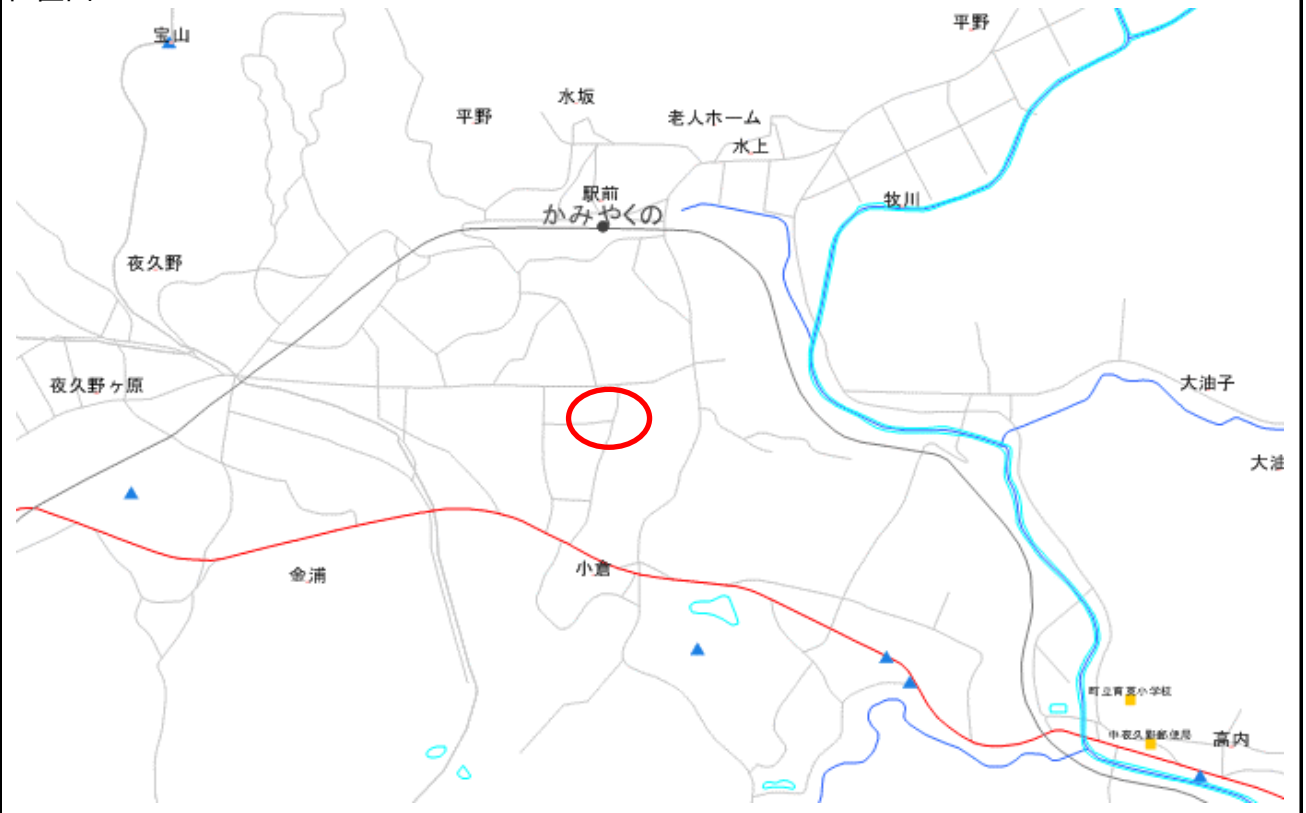 宝山
平野
水坂
平野
老人ホーム
水上
駅前
かみやくの
牧川
夜久野
夜久野ヶ原
大油子
大油
金浦
小倉
町立育英小学校
中夜久野郵便局
高内